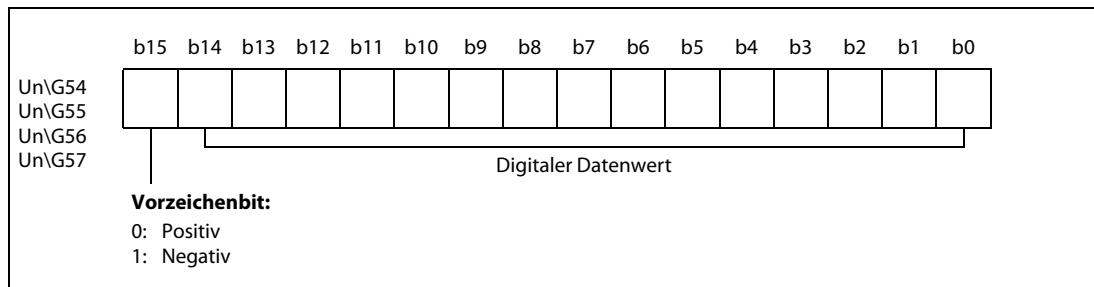 b15 b14 b13 b12 b11 b10 b9 b8 b7 b6 b5 b4 b3 b2 b1 b0
Un\G54
Un\G55
Un\G56
Un\G57
Digitaler Datenwert
Vorzeichenbit:
0: Positiv
1: Negativ